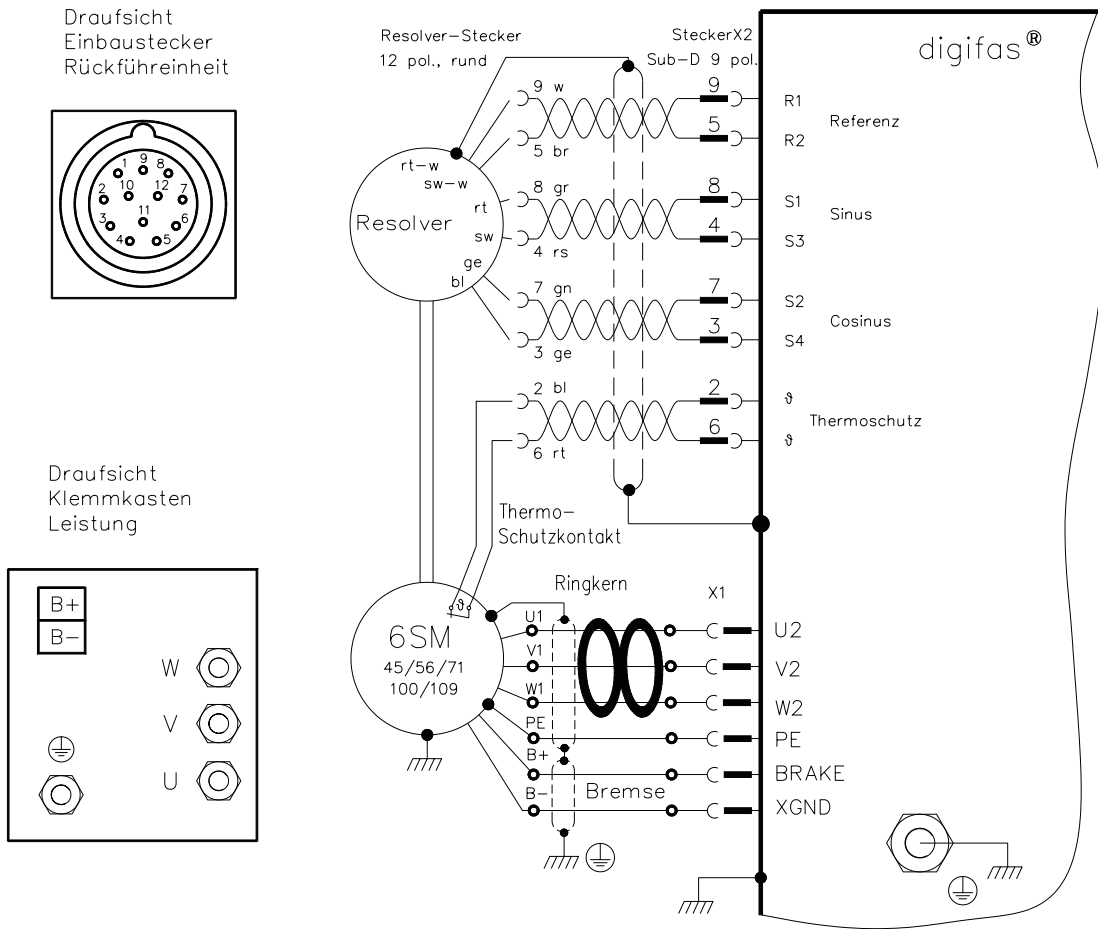 Draufsicht
Einbaustecker
Rückführeinheit
1 9 8
2 10 12 7
3 11 6
4 5
Draufsicht
Klemmkasten
Leistung
B+
B-
W
V
U
Resolver-Stecker
12 pol., rund
SteckerX2
Sub-D 9 pol.
digifas®
9 w 9 R1
Referenz
5 br 5 R2
rt-w
sw-w
8 gr 8 S1
rt
Resolver
Sinus
sw
4 rs 4 S3
ge
bl
7 gn 7 S2
Cosinus
3 ge 3 S4
2 bl 2 ϑ
Thermoschutz
6 rt 6 ϑ
Thermo-
Schutzkontakt
Ringkern
X1
ϑ
6SM
45/56/71
100/109
U1 U2
V1 V2
W1 W2
PE PE
B+ BRAKE
B- Bremse XGND